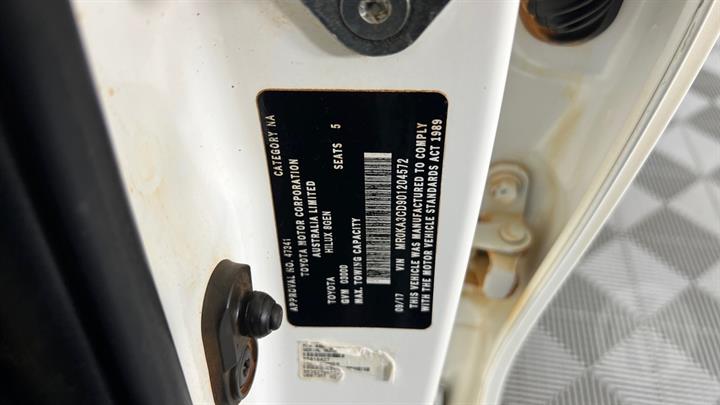 APPROVAL NO. 47341 CATEGORY NA
TOYOTA MOTOR CORPORATION
AUSTRALIA LIMITED
TOYOTA HILUX 8GEN
GVM 03000 SEATS 5
MAX. TOWING CAPACITY
09/17 VIN MR0KA3CD901204572
THIS VEHICLE WAS MANUFACTURED TO COMPLY
WITH THE MOTOR VEHICLE STANDARDS ACT 1989